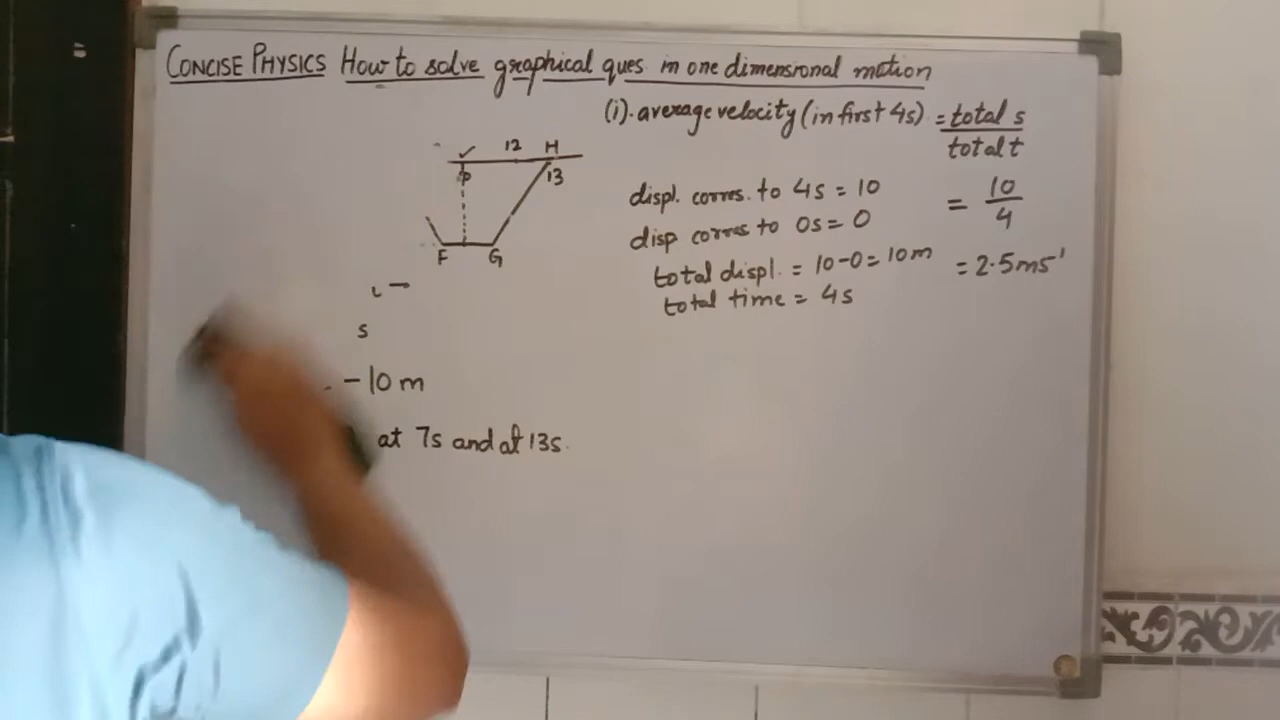 CONCISE PHYSICS How to solve graphical ques. in one dimensional motion
(i). average velocity (in first 4s) = total s
total t
12 H
13
P
F G
displ. corres. to 4s = 10
disp corres to 0s = 0
total displ. = 10-0 = 10m
total time = 4s
= 10
4
= 2.5 ms⁻¹
s
-10 m
at 7s and at 13s.